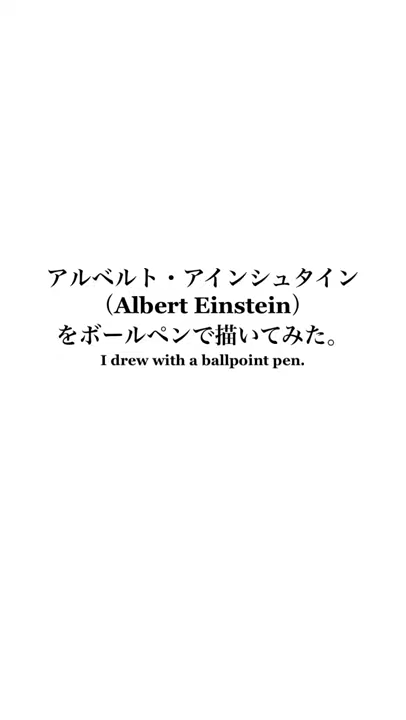 アルベルト・アインシュタイン
（Albert Einstein）
をボールペンで描いてみた。
I drew with a ballpoint pen.